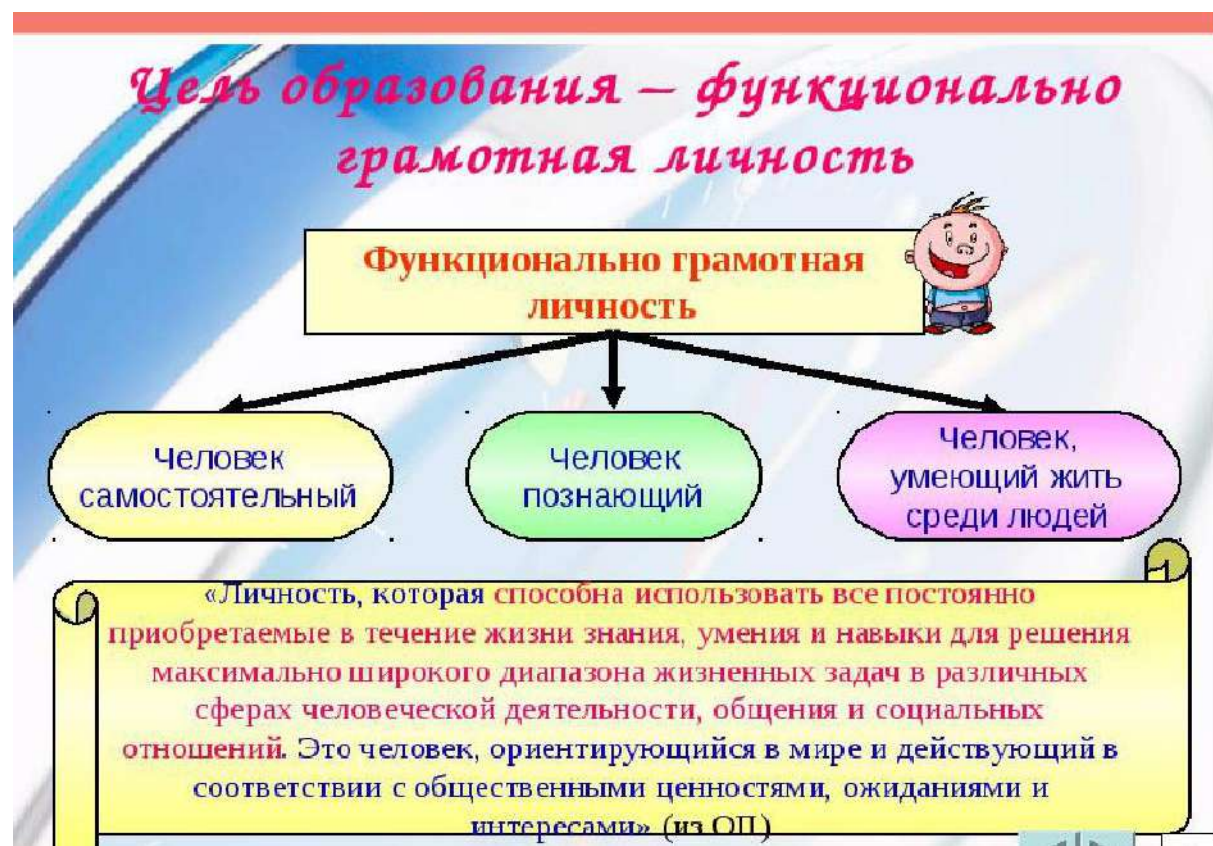 Цель образования – функционально
грамотная личность
Функционально грамотная
личность
Человек
самостоятельный
Человек
познающий
Человек,
умеющий жить
среди людей
«Личность, которая способна использовать все постоянно
приобретаемые в течение жизни знания, умения и навыки для решения
максимально широкого диапазона жизненных задач в различных
сферах человеческой деятельности, общения и социальных
отношений. Это человек, ориентирующийся в мире и действующий в
соответствии с общественными ценностями, ожиданиями и
интересами» (из ОП)